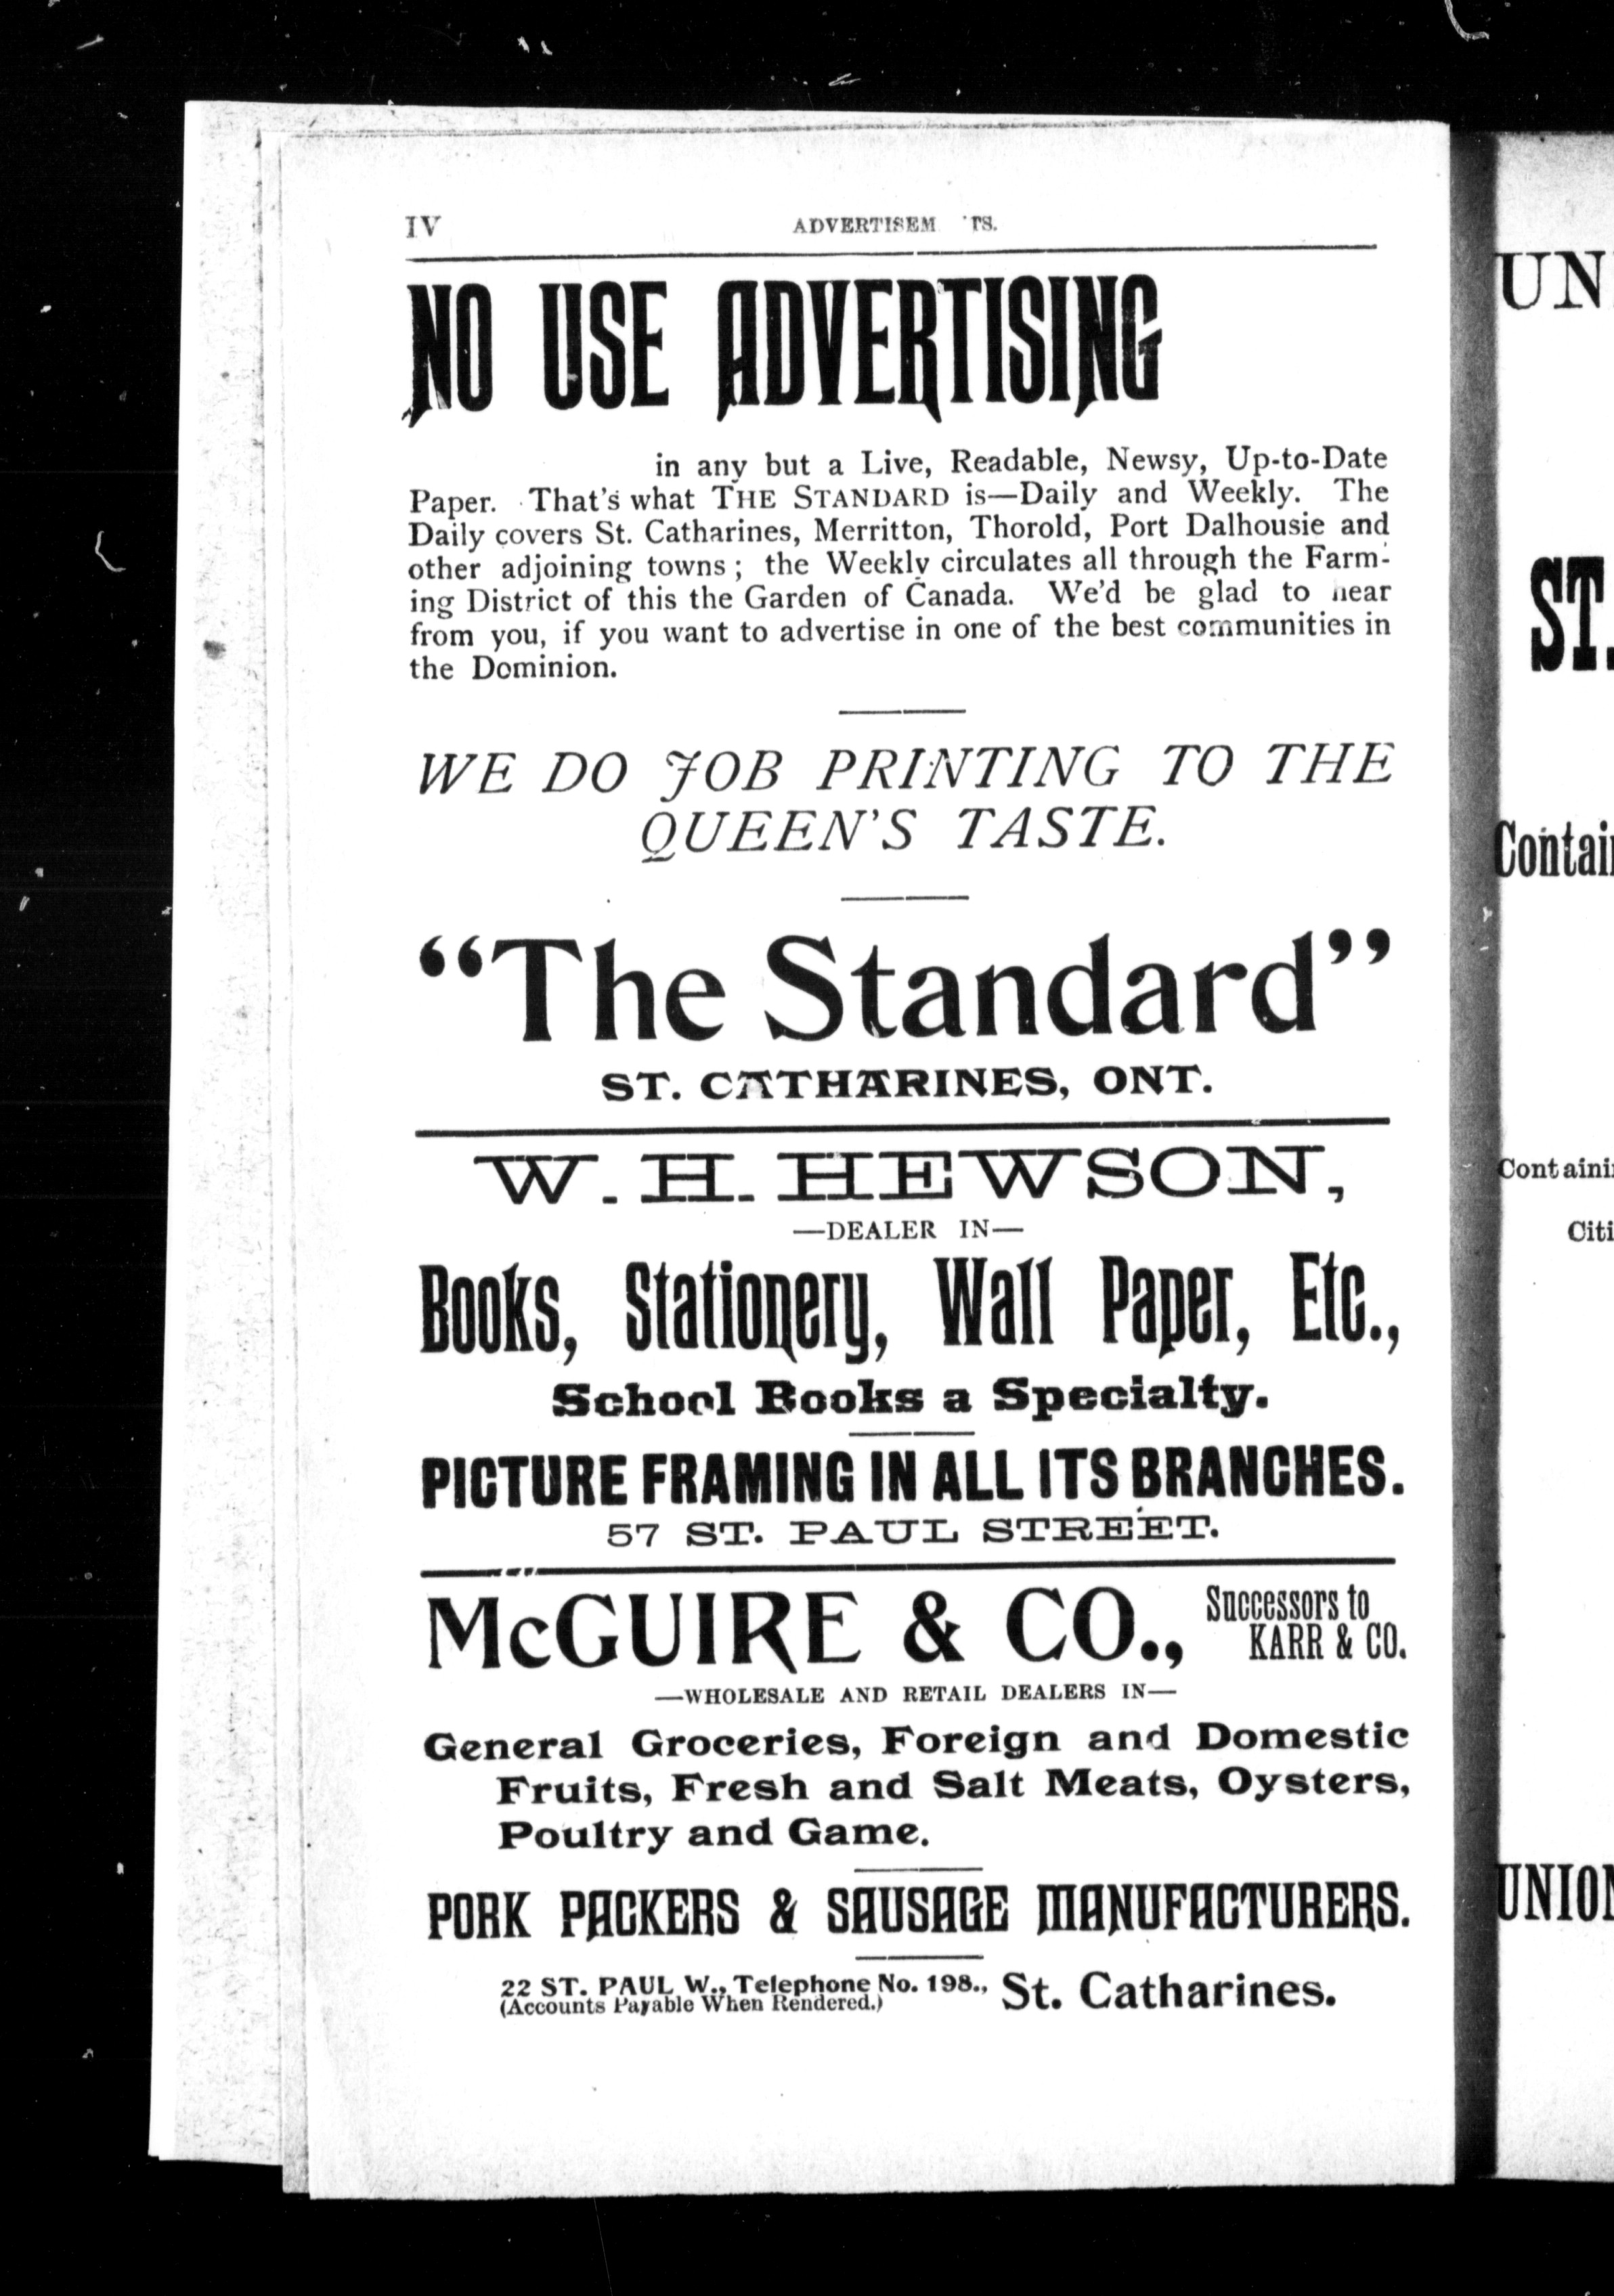 IV ADVERTISEM 'TS.
NO USE ADVERTISING
in any but a Live, Readable, Newsy, Up-to-Date
Paper. That's what THE STANDARD is—Daily and Weekly. The
Daily covers St. Catharines, Merritton, Thorold, Port Dalhousie and
other adjoining towns; the Weekly circulates all through the Farm-
ing District of this the Garden of Canada. We'd be glad to hear
from you, if you want to advertise in one of the best communities in
the Dominion.
WE DO JOB PRINTING TO THE
QUEEN'S TASTE.
"The Standard"
ST. CATHARINES, ONT.
W. H. HEWSON,
—DEALER IN—
Books, Stationery, Wall Paper, Etc.,
School Books a Specialty.
PICTURE FRAMING IN ALL ITS BRANCHES.
57 ST. PAUL STREET.
McGUIRE & CO., Successors to
KARR & CO.
—WHOLESALE AND RETAIL DEALERS IN—
General Groceries, Foreign and Domestic
Fruits, Fresh and Salt Meats, Oysters,
Poultry and Game.
PORK PACKERS & SAUSAGE MANUFACTURERS.
22 ST. PAUL W., Telephone No. 198., St. Catharines.
(Accounts Payable When Rendered.)
UN
ST.
Contai
Containi
Citi
UNION